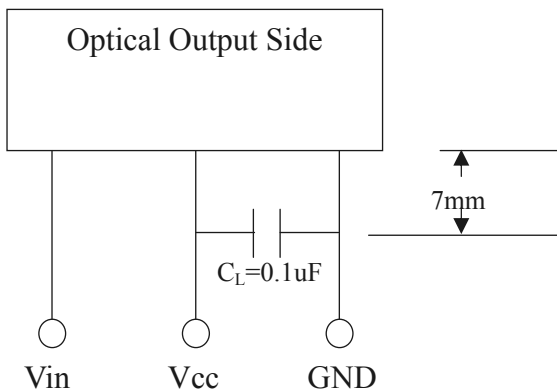 Optical Output Side
7mm
C_L=0.1uF
Vin Vcc GND